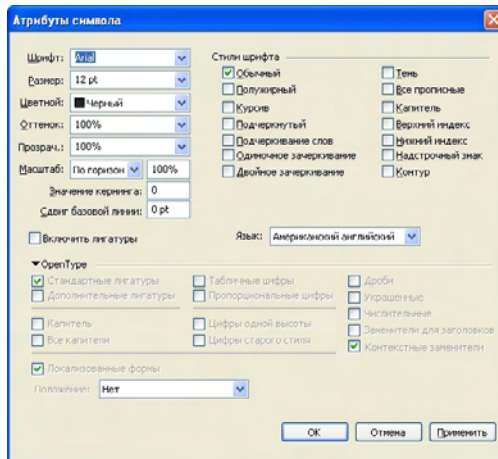 Атрибуты символа
Шрифт: Arial
Размер: 12 pt
Цветной: Черный
Оттенок: 100%
Прозрач.: 100%
Масштаб: По горизон 100%
Значение кернинга: 0
Сдвиг базовой линии: 0 pt
Включить лигатуры
Стили шрифта
Обычный
Полужирный
Курсив
Подчеркнутый
Подчеркивание слов
Одиночное зачеркивание
Двойное зачеркивание
Тень
Все прописные
Капитель
Верхний индекс
Нижний индекс
Надстрочный знак
Контур
Язык: Американский английский
OpenType
Стандартные лигатуры
Дополнительные лигатуры
Капитель
Все капители
Локализованные формы
Табличные цифры
Пропорциональные цифры
Цифры одной высоты
Цифры старого стиля
Дроби
Украшенные
Числительные
Заменители для заголовков
Контекстные заменители
Положение: Нет
ОК
Отмена
Применить